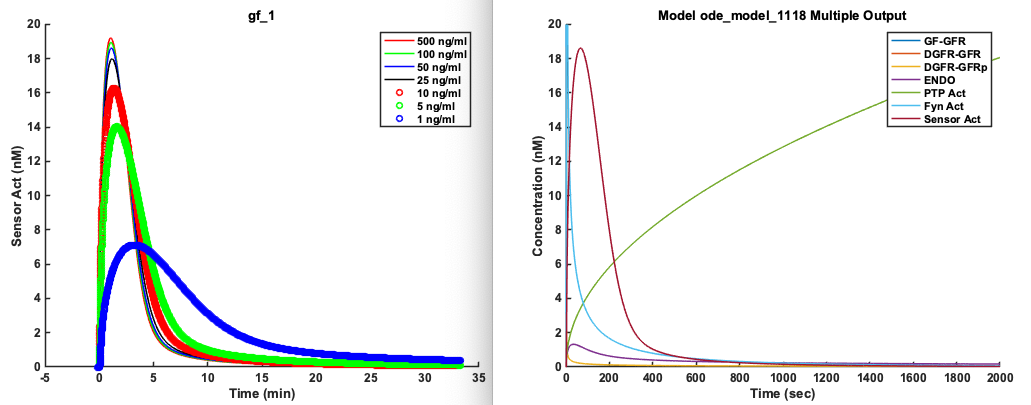 gf_1
20
18
16
14
12
10
8
6
4
2
0
Sensor Act (nM)
500 ng/ml
100 ng/ml
50 ng/ml
25 ng/ml
10 ng/ml
5 ng/ml
1 ng/ml
-5 0 5 10 15 20 25 30 35
Time (min)
Model ode_model_1118 Multiple Output
20
18
16
14
12
10
8
6
4
2
0
Concentration (nM)
GF-GFR
DGFR-GFR
DGFR-GFRp
ENDO
PTP Act
Fyn Act
Sensor Act
0 200 400 600 800 1000 1200 1400 1600 1800 2000
Time (sec)